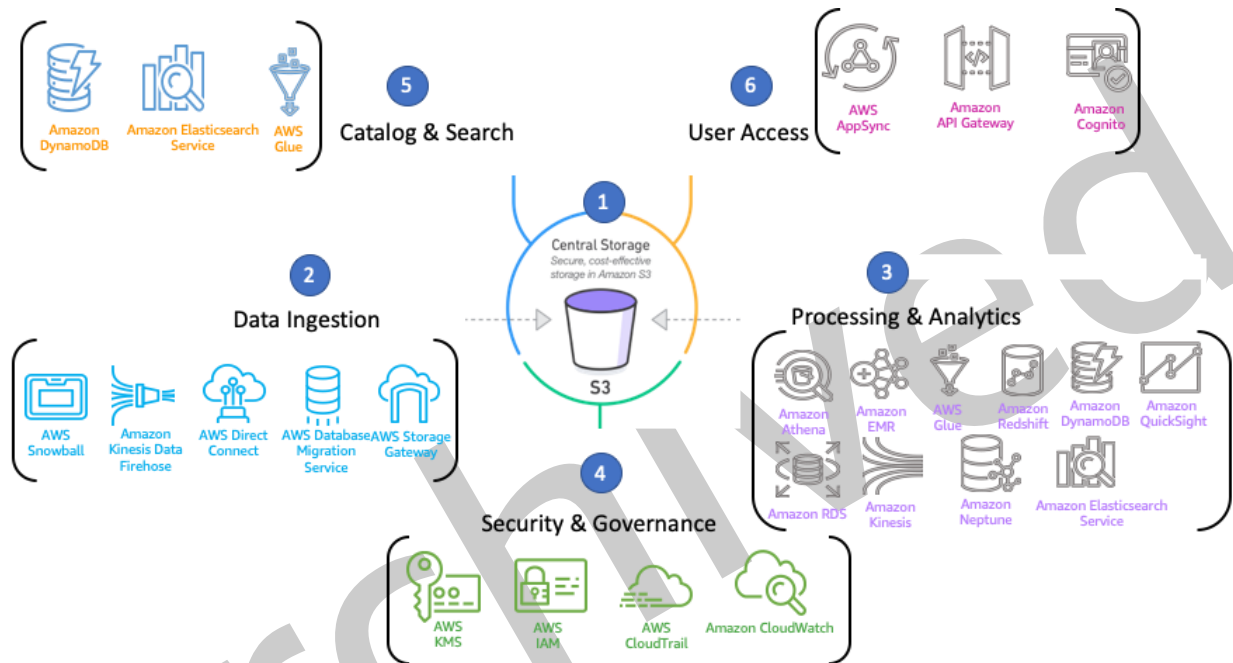 5
Catalog & Search
Amazon
DynamoDB
Amazon Elasticsearch
Service
AWS
Glue
6
User Access
AWS
AppSync
Amazon
API Gateway
Amazon
Cognito
1
Central Storage
Secure, cost-effective
storage in Amazon S3
S3
2
Data Ingestion
AWS
Snowball
Amazon
Kinesis Data
Firehose
AWS Direct
Connect
AWS Database
Migration
Service
AWS Storage
Gateway
3
Processing & Analytics
Amazon
Athena
Amazon
EMR
AWS
Glue
Amazon
Redshift
Amazon
DynamoDB
Amazon
QuickSight
Amazon RDS
Amazon
Kinesis
Amazon
Neptune
Amazon Elasticsearch
Service
4
Security & Governance
AWS
KMS
AWS
IAM
AWS
CloudTrail
Amazon CloudWatch